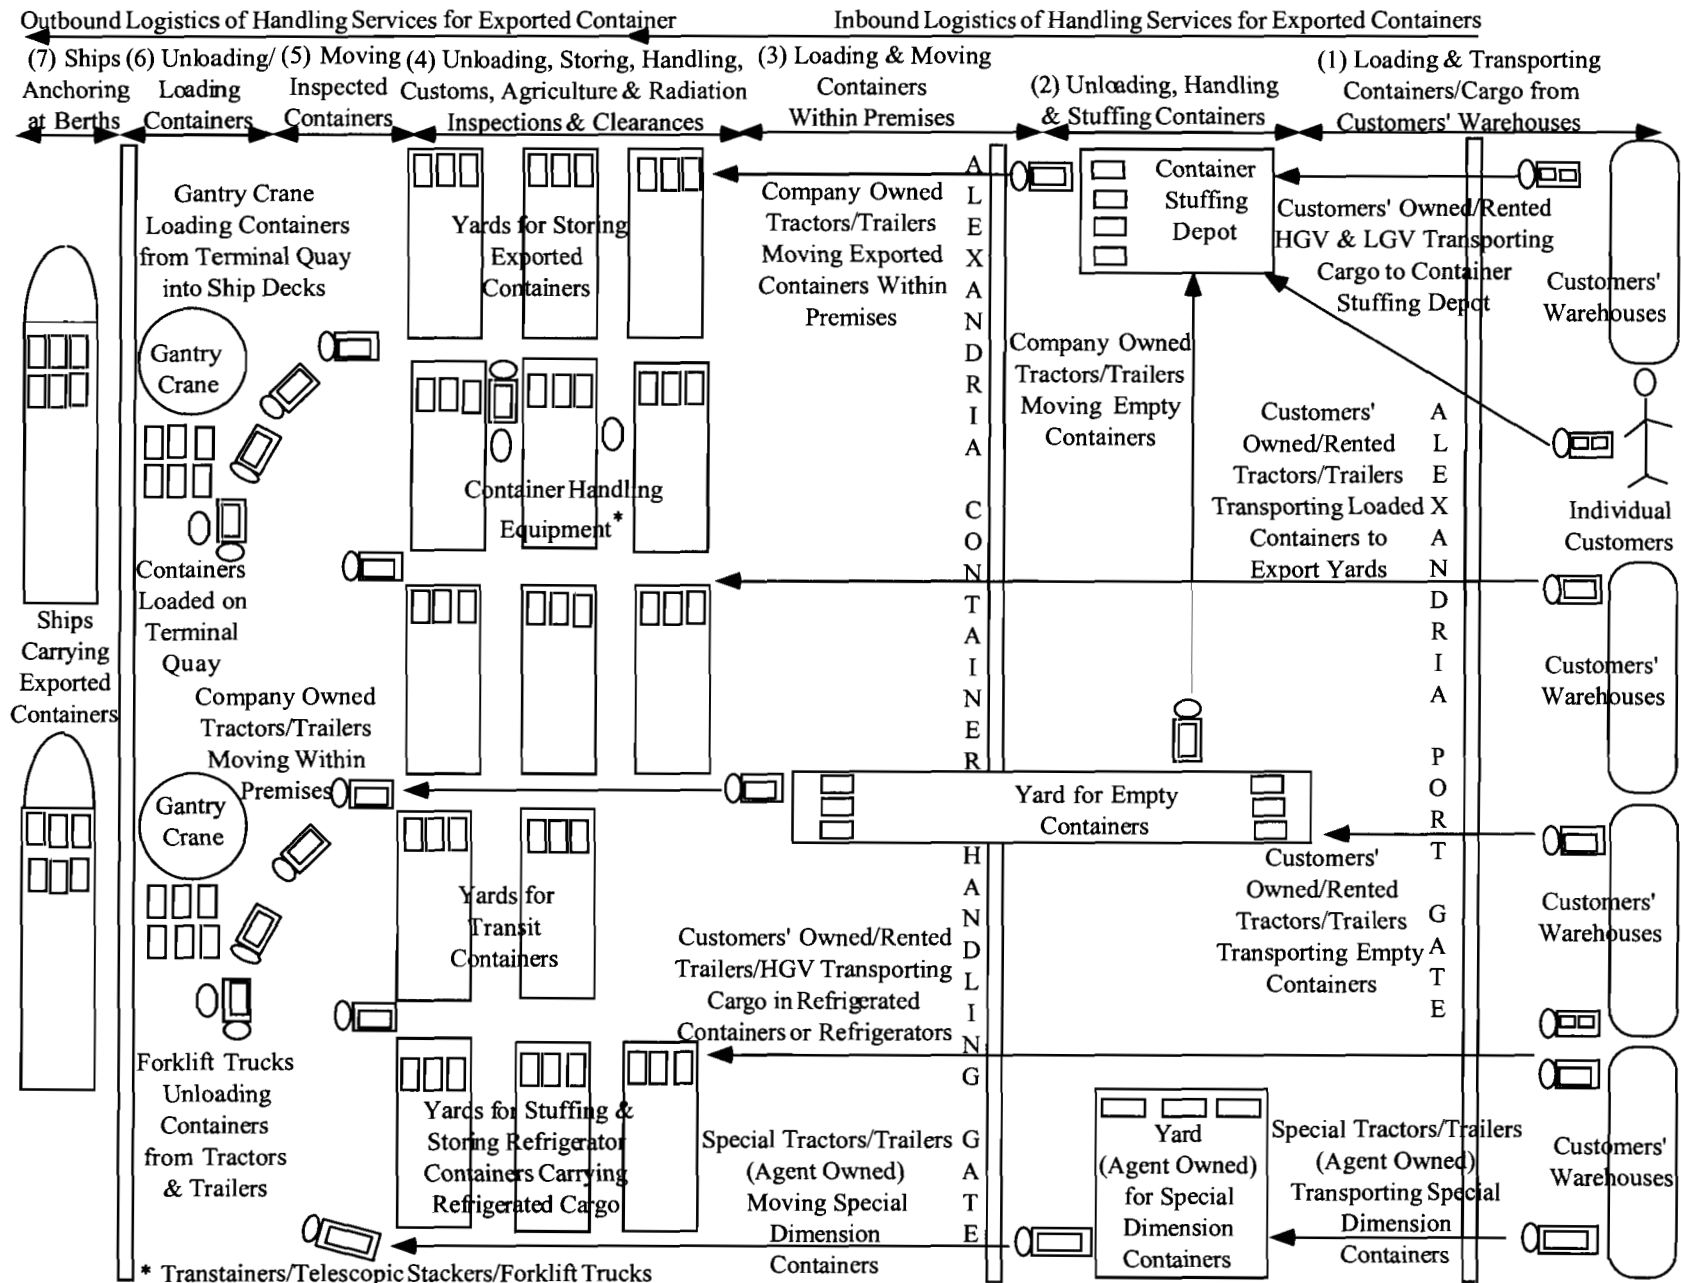 Outbound Logistics of Handling Services for Exported Container
Inbound Logistics of Handling Services for Exported Containers
(7) Ships
Anchoring
at Berths
(6) Unloading/
Loading
Containers
(5) Moving
Inspected
Containers
(4) Unloading, Storing, Handling,
Customs, Agriculture & Radiation
Inspections & Clearances
(3) Loading & Moving
Containers
Within Premises
(2) Unloading, Handling
& Stuffing Containers
(1) Loading & Transporting
Containers/Cargo from
Customers' Warehouses
Gantry Crane
Loading Containers
from Terminal Quay
into Ship Decks
Gantry
Crane
Containers
Loaded on
Terminal
Quay
Ships
Carrying
Exported
Containers
Company Owned
Tractors/Trailers
Moving Within
Premises
Gantry
Crane
Forklift Trucks
Unloading
Containers
from Tractors
& Trailers
Yards for Storing
Exported
Containers
Container Handling
Equipment*
Yards for
Transit
Containers
Yards for Stuffing &
Storing Refrigerator
Containers Carrying
Refrigerated Cargo
Company Owned
Tractors/Trailers
Moving Exported
Containers Within
Premises
ALEXANDRIA CONTAINER HANDLING GATE
Customers' Owned/Rented
Trailers/HGV Transporting
Cargo in Refrigerated
Containers or Refrigerators
Special Tractors/Trailers
(Agent Owned)
Moving Special
Dimension
Containers
Container
Stuffing
Depot
Company Owned
Tractors/Trailers
Moving Empty
Containers
Yard for Empty
Containers
Yard
(Agent Owned)
for Special
Dimension
Containers
Customers' Owned/Rented
HGV & LGV Transporting
Cargo to Container
Stuffing Depot
Customers'
Owned/Rented
Tractors/Trailers
Transporting Loaded
Containers to
Export Yards
ALEXANDRIA PORT GATE
Customers'
Owned/Rented
Tractors/Trailers
Transporting Empty
Containers
Special Tractors/Trailers
(Agent Owned)
Transporting Special
Dimension
Containers
Customers'
Warehouses
Individual
Customers
Customers'
Warehouses
Customers'
Warehouses
Customers'
Warehouses
* Transtainers/Telescopic Stackers/Forklift Trucks